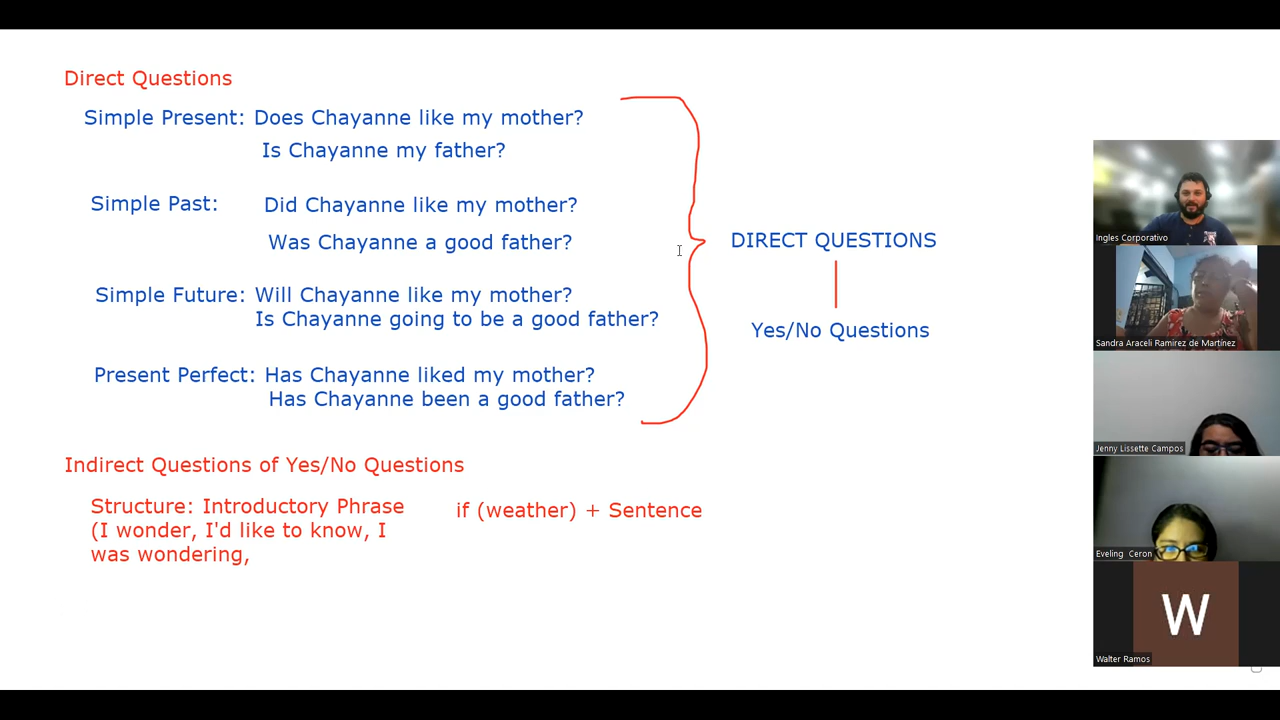 Direct Questions
Simple Present: Does Chayanne like my mother?
Is Chayanne my father?
Simple Past: Did Chayanne like my mother?
Was Chayanne a good father?
Simple Future: Will Chayanne like my mother?
Is Chayanne going to be a good father?
Present Perfect: Has Chayanne liked my mother?
Has Chayanne been a good father?
DIRECT QUESTIONS
Yes/No Questions
Indirect Questions of Yes/No Questions
Structure: Introductory Phrase
(I wonder, I'd like to know, I
was wondering,
if (weather) + Sentence
Ingles Corporativo
Sandra Araceli Ramirez de Martínez
Jenny Lissette Campos
Eveling Ceron
W
Walter Ramos